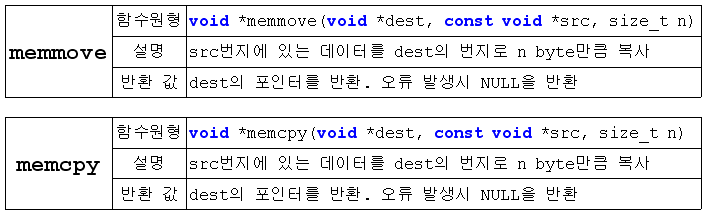 memmove
함수원형 void *memmove(void *dest, const void *src, size_t n)
설명 src번지에 있는 데이터를 dest의 번지로 n byte만큼 복사
반환 값 dest의 포인터를 반환. 오류 발생시 NULL을 반환
memcpy
함수원형 void *memcpy(void *dest, const void *src, size_t n)
설명 src번지에 있는 데이터를 dest의 번지로 n byte만큼 복사
반환 값 dest의 포인터를 반환. 오류 발생시 NULL을 반환